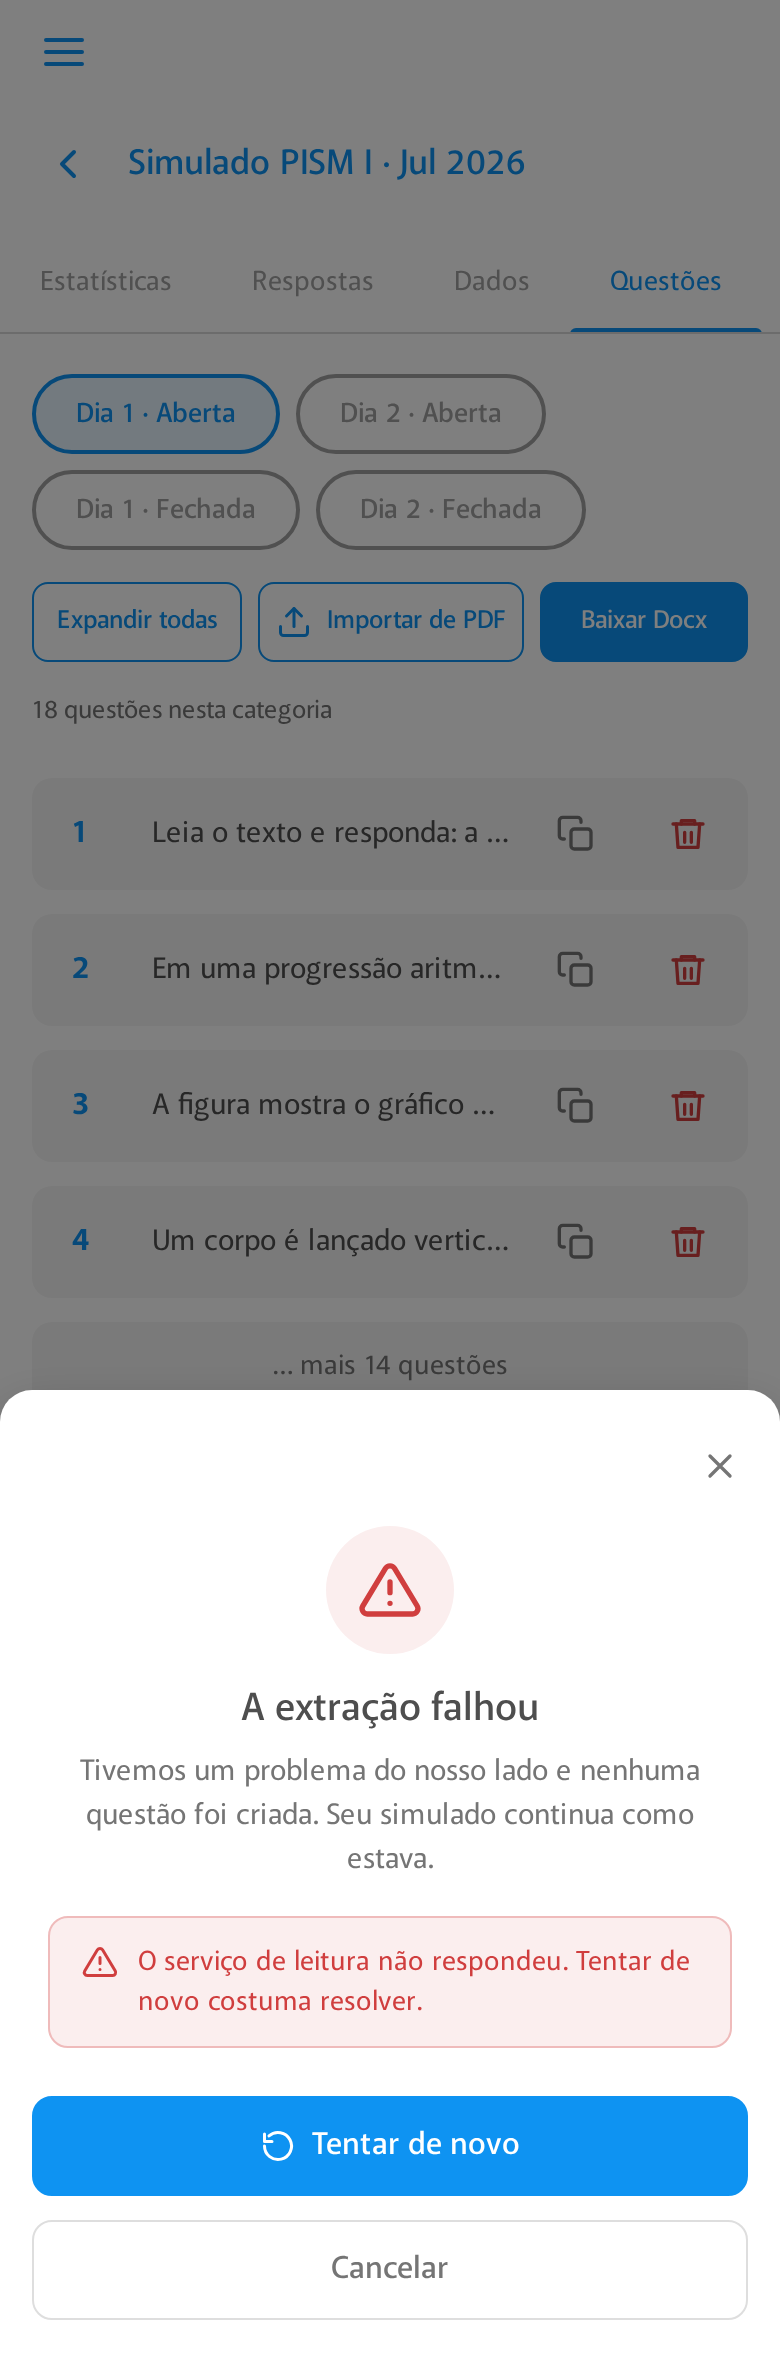 Simulado PISM I · Jul 2026
Estatísticas Respostas Dados Questões
Dia 1 · Aberta Dia 2 · Aberta
Dia 1 · Fechada Dia 2 · Fechada
Expandir todas Importar de PDF Baixar Docx
18 questões nesta categoria
1 Leia o texto e responda: a ...
2 Em uma progressão aritm...
3 A figura mostra o gráfico ...
4 Um corpo é lançado vertic...
... mais 14 questões
A extração falhou
Tivemos um problema do nosso lado e nenhuma
questão foi criada. Seu simulado continua como
estava.
O serviço de leitura não respondeu. Tentar de
novo costuma resolver.
Tentar de novo
Cancelar